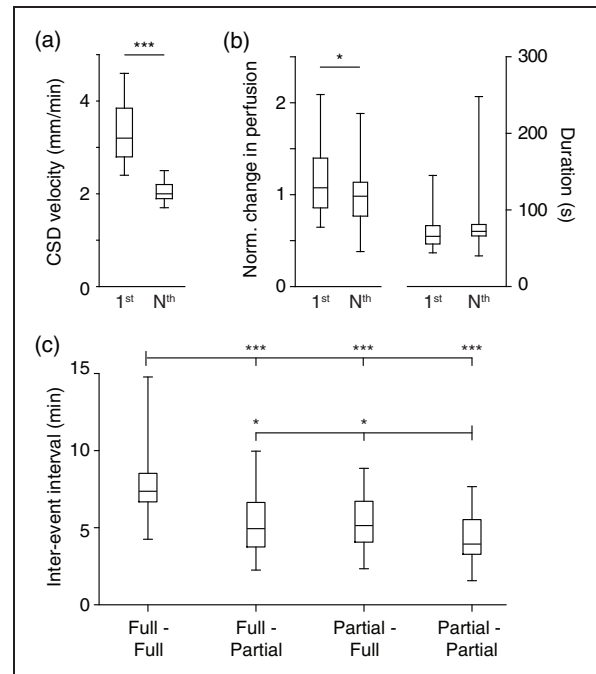 (a)
***
CSD velocity (mm/min)
4
2
0
1st
Nth
(b)
*
Norm. change in perfusion
2
1
0
1st
Nth
1st
Nth
300
200
100
0
Duration (s)
(c)
*** *** ***
* *
Inter-event interval (min)
15
10
5
0
Full - Full - Partial - Partial -
Full Partial Full Partial